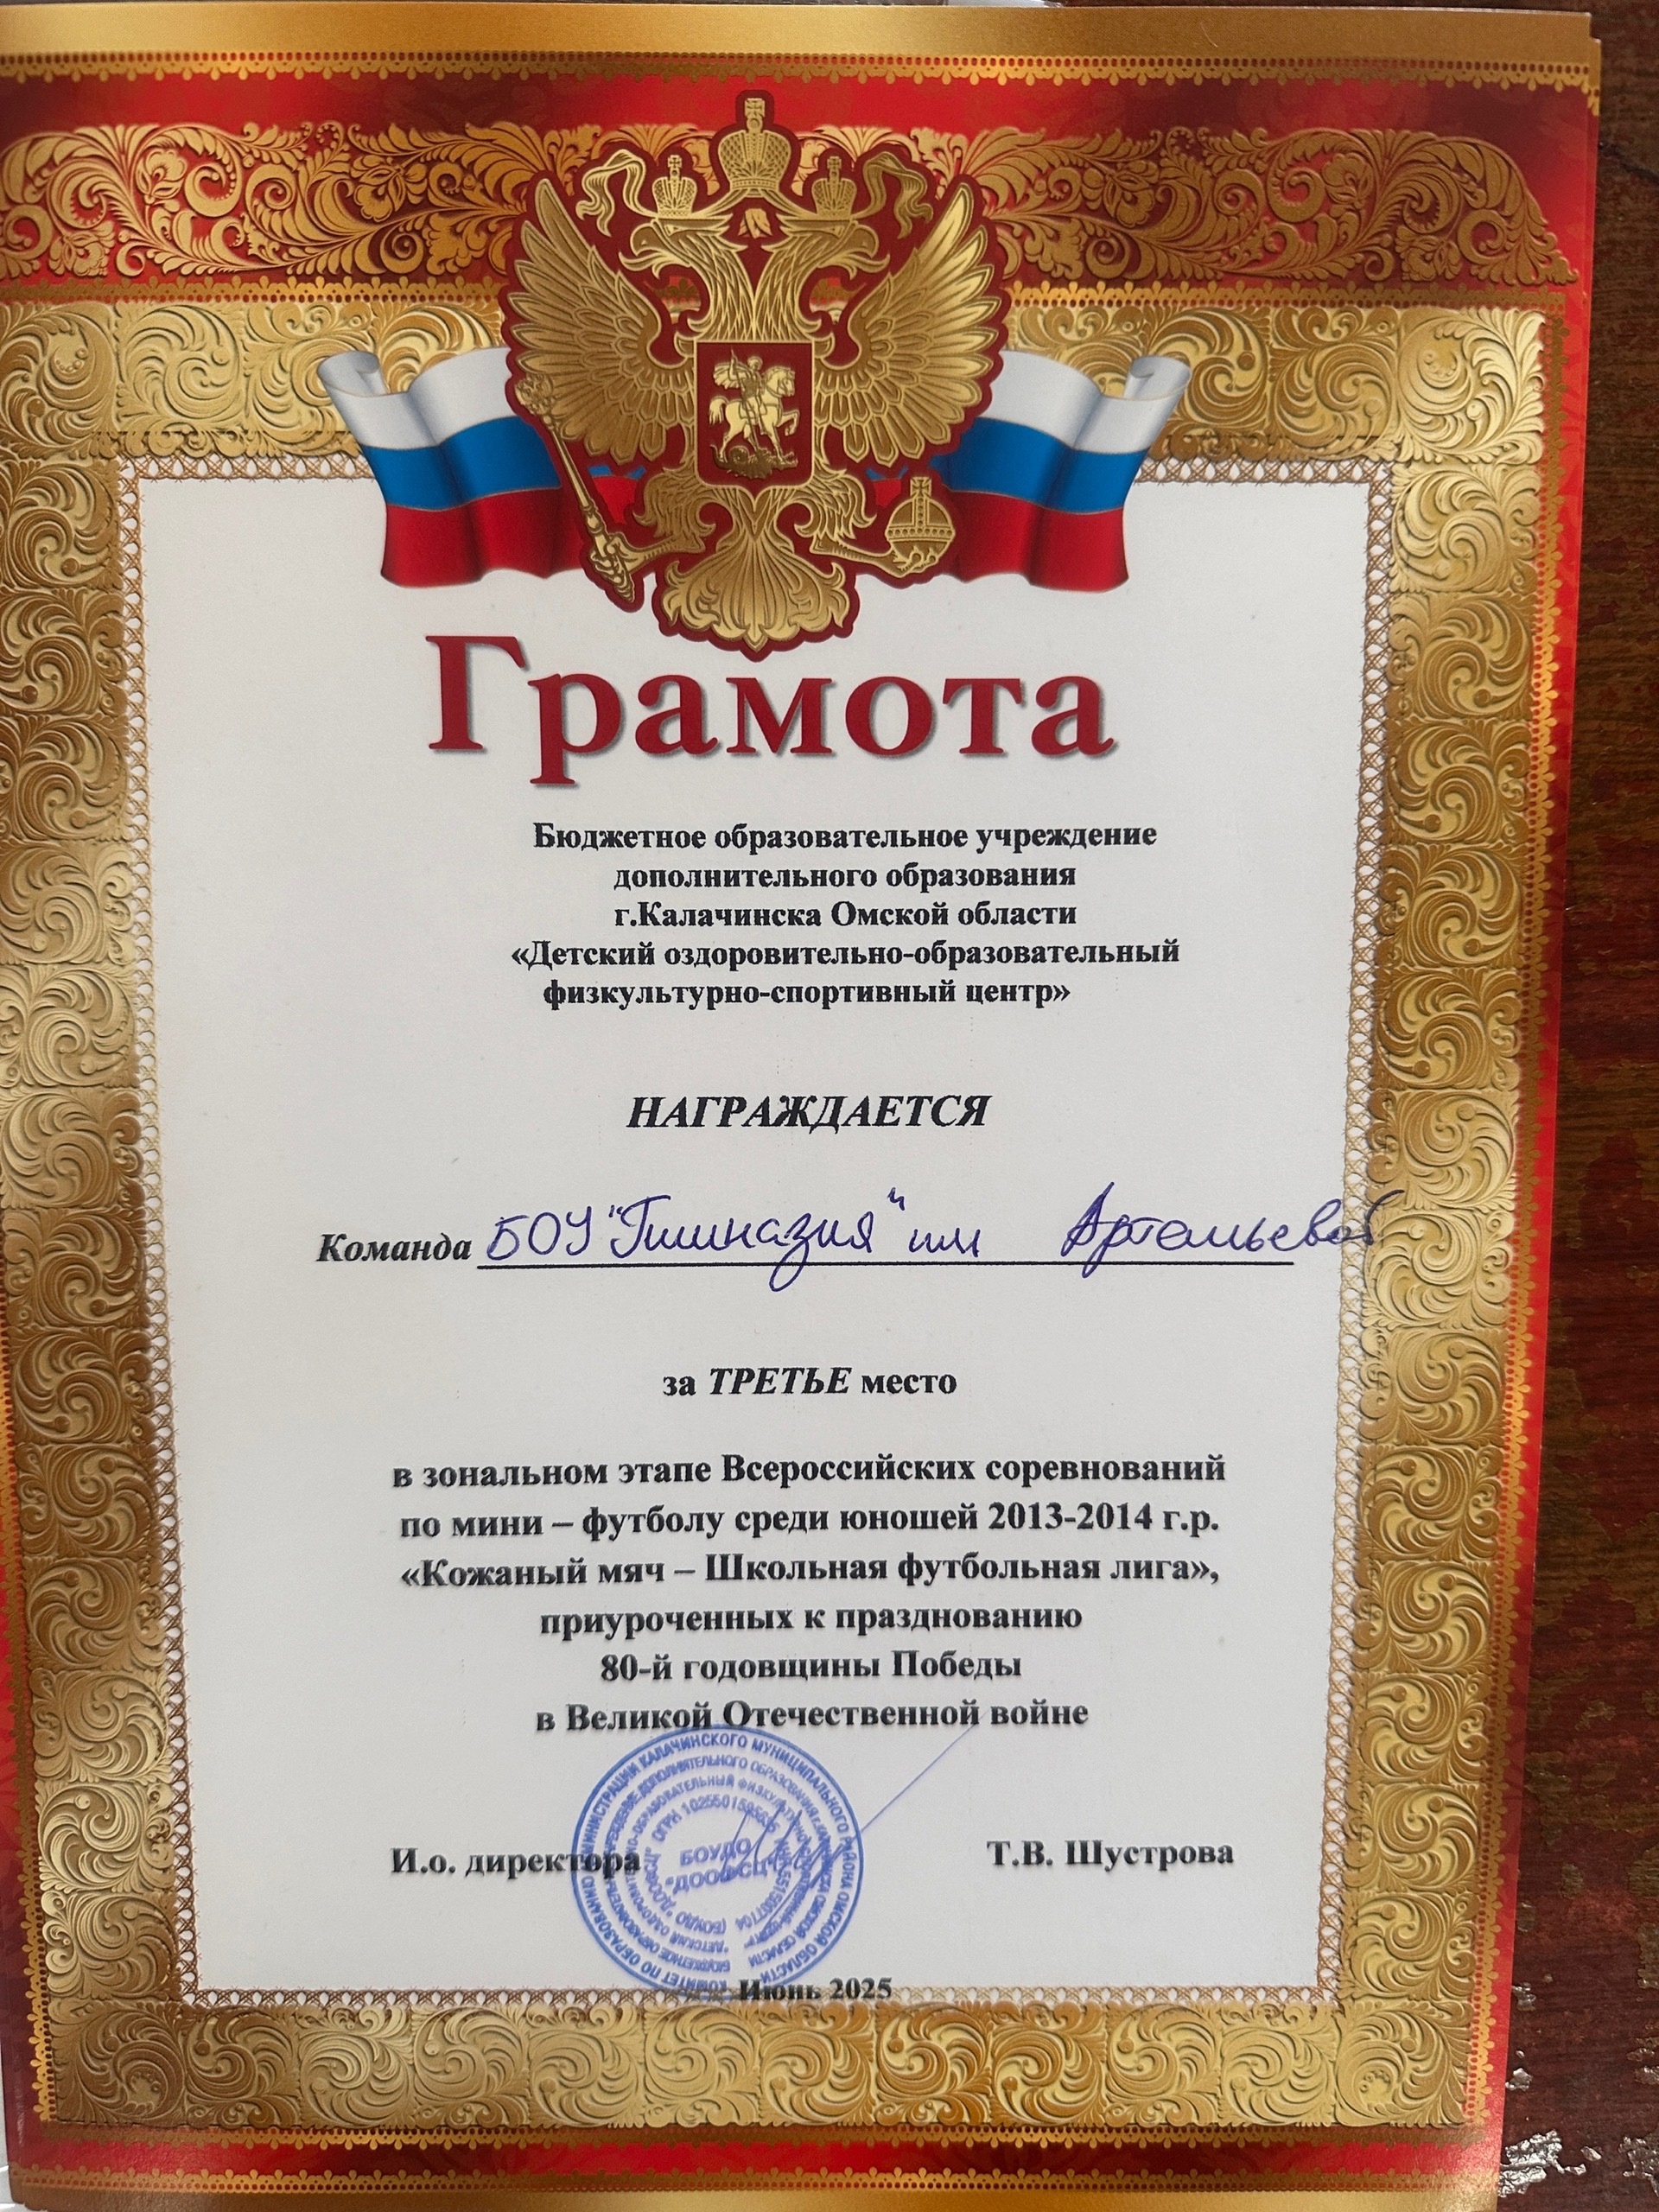 Грамота
Бюджетное образовательное учреждение
дополнительного образования
г.Калачинска Омской области
«Детский оздоровительно-образовательный
физкультурно-спортивный центр»
НАГРАЖДАЕТСЯ
Команда БОУ "Гимназия" им Артемьевой
за ТРЕТЬЕ место
в зональном этапе Всероссийских соревнований
по мини – футболу среди юношей 2013-2014 г.р.
«Кожаный мяч – Школьная футбольная лига»,
приуроченных к празднованию
80-й годовщины Победы
в Великой Отечественной войне
И.о. директора Т.В. Шустрова
БОУДО
"ДООФСЦ"
Июнь 2025